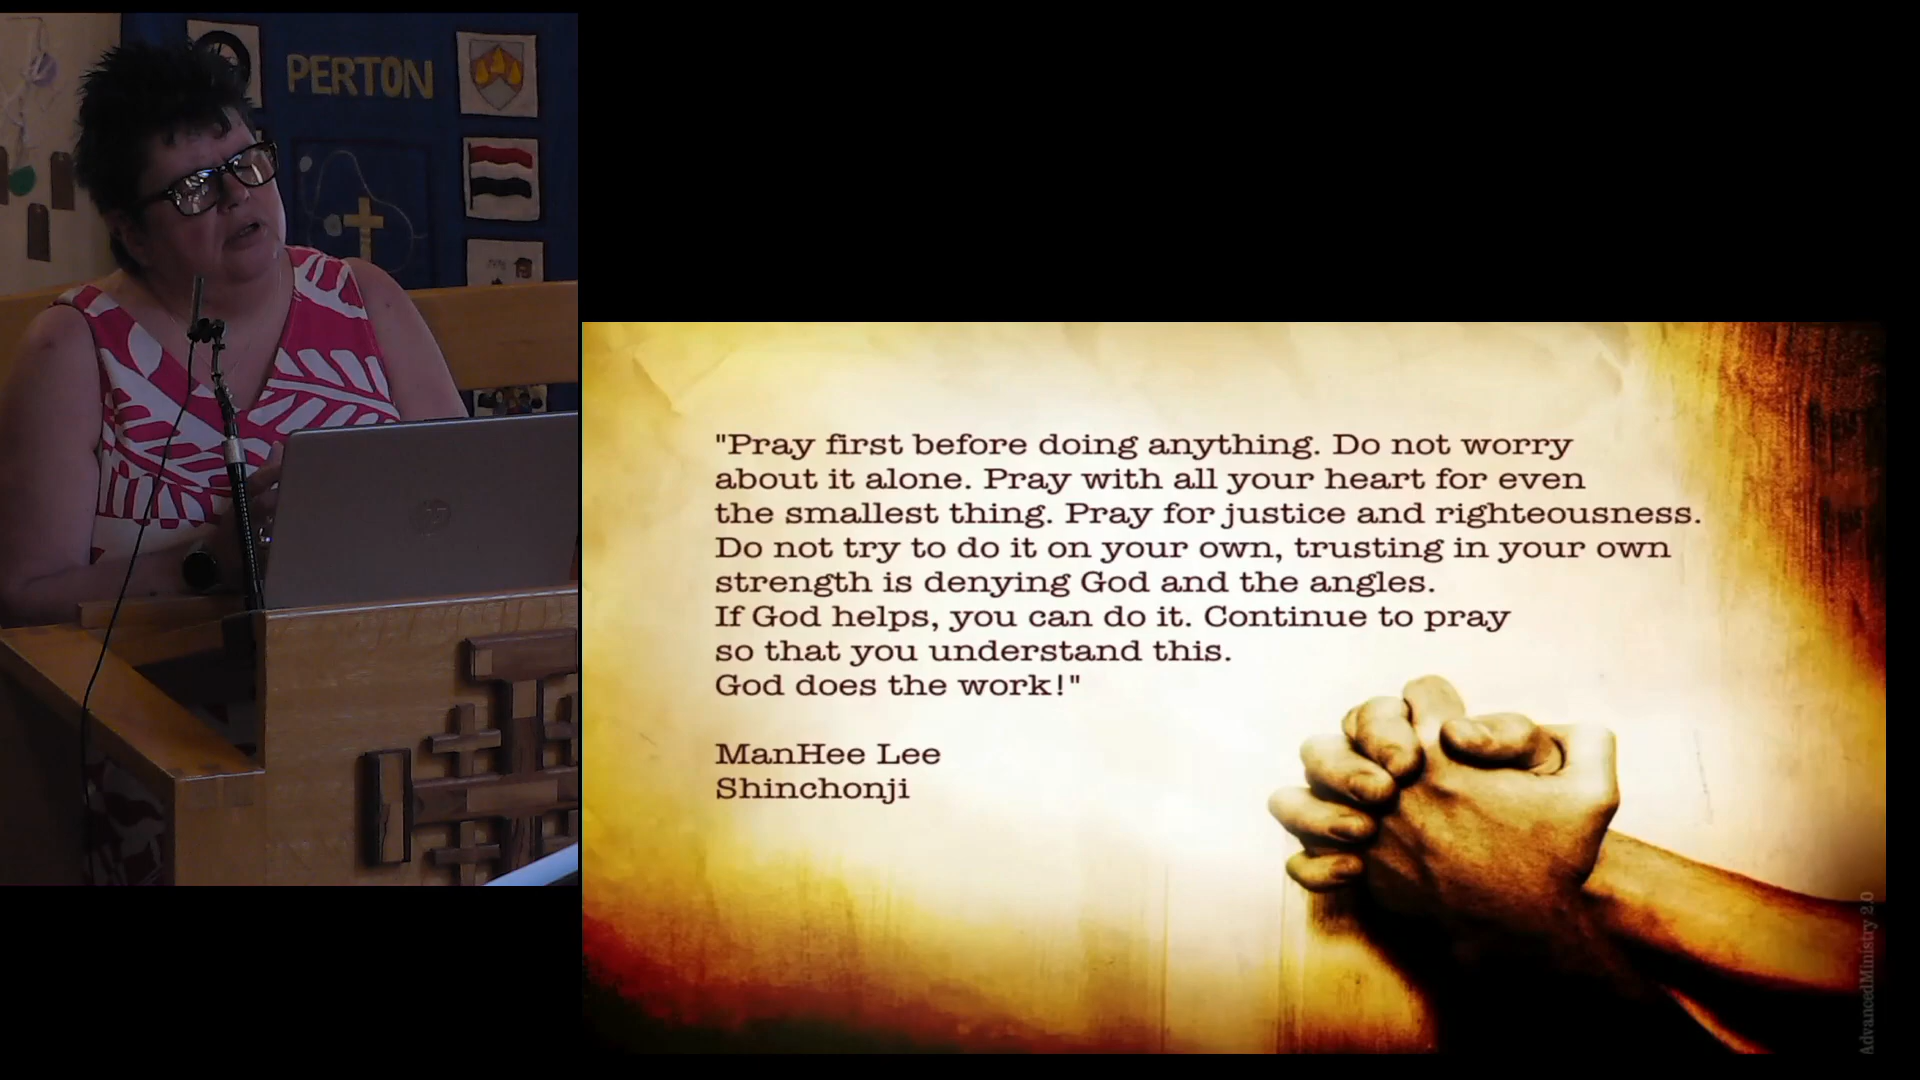 PERTON
"Pray first before doing anything. Do not worry
about it alone. Pray with all your heart for even
the smallest thing. Pray for justice and righteousness.
Do not try to do it on your own, trusting in your own
strength is denying God and the angles.
If God helps, you can do it. Continue to pray
so that you understand this.
God does the work!"
ManHee Lee
Shinchonji
AdvancedMinistry 2.0